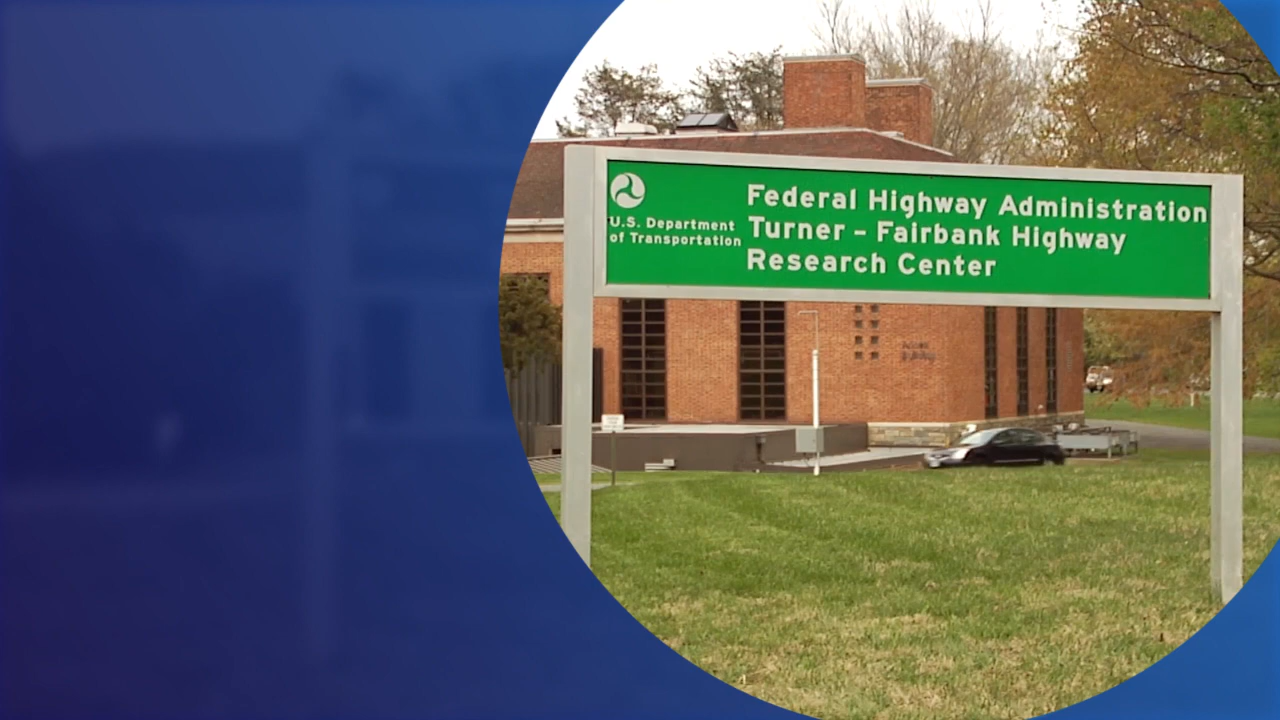 U.S. Department
of Transportation
Federal Highway Administration
Turner – Fairbank Highway
Research Center